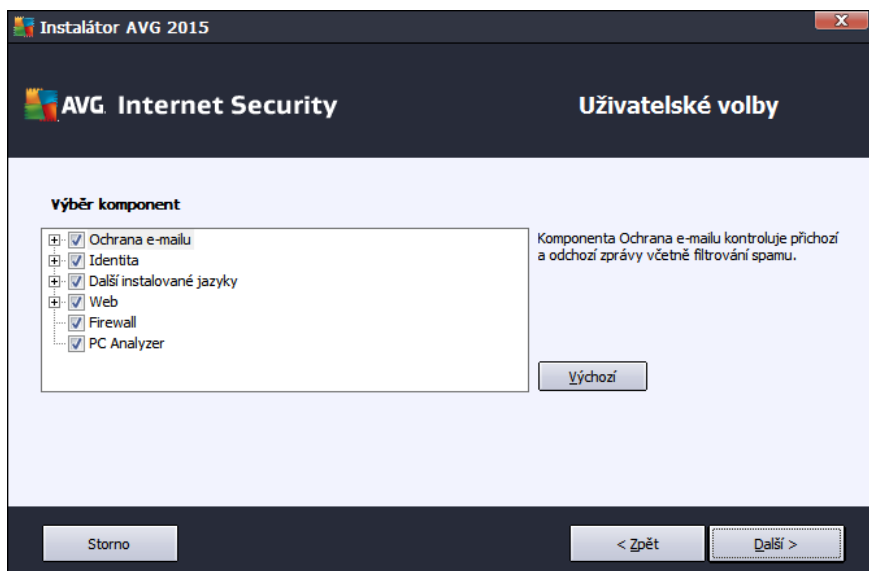 Instalátor AVG 2015
AVG Internet Security
Uživatelské volby
Výběr komponent
Ochrana e-mailu
Identita
Další instalované jazyky
Web
Firewall
PC Analyzer
Komponenta Ochrana e-mailu kontroluje příchozí
a odchozí zprávy včetně filtrování spamu.
Výchozí
Storno
< Zpět
Další >